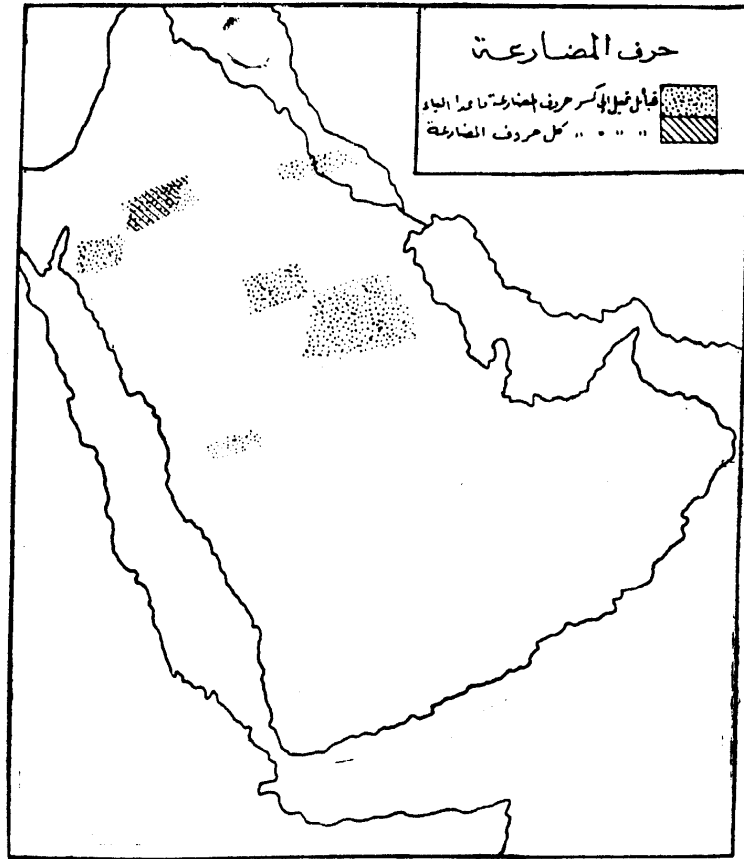 حرف المضارعة
قبائل تميل إلى كسر حروف المضارعة ما عدا الياء
〃 〃 〃 〃 كل حروف المضارعة